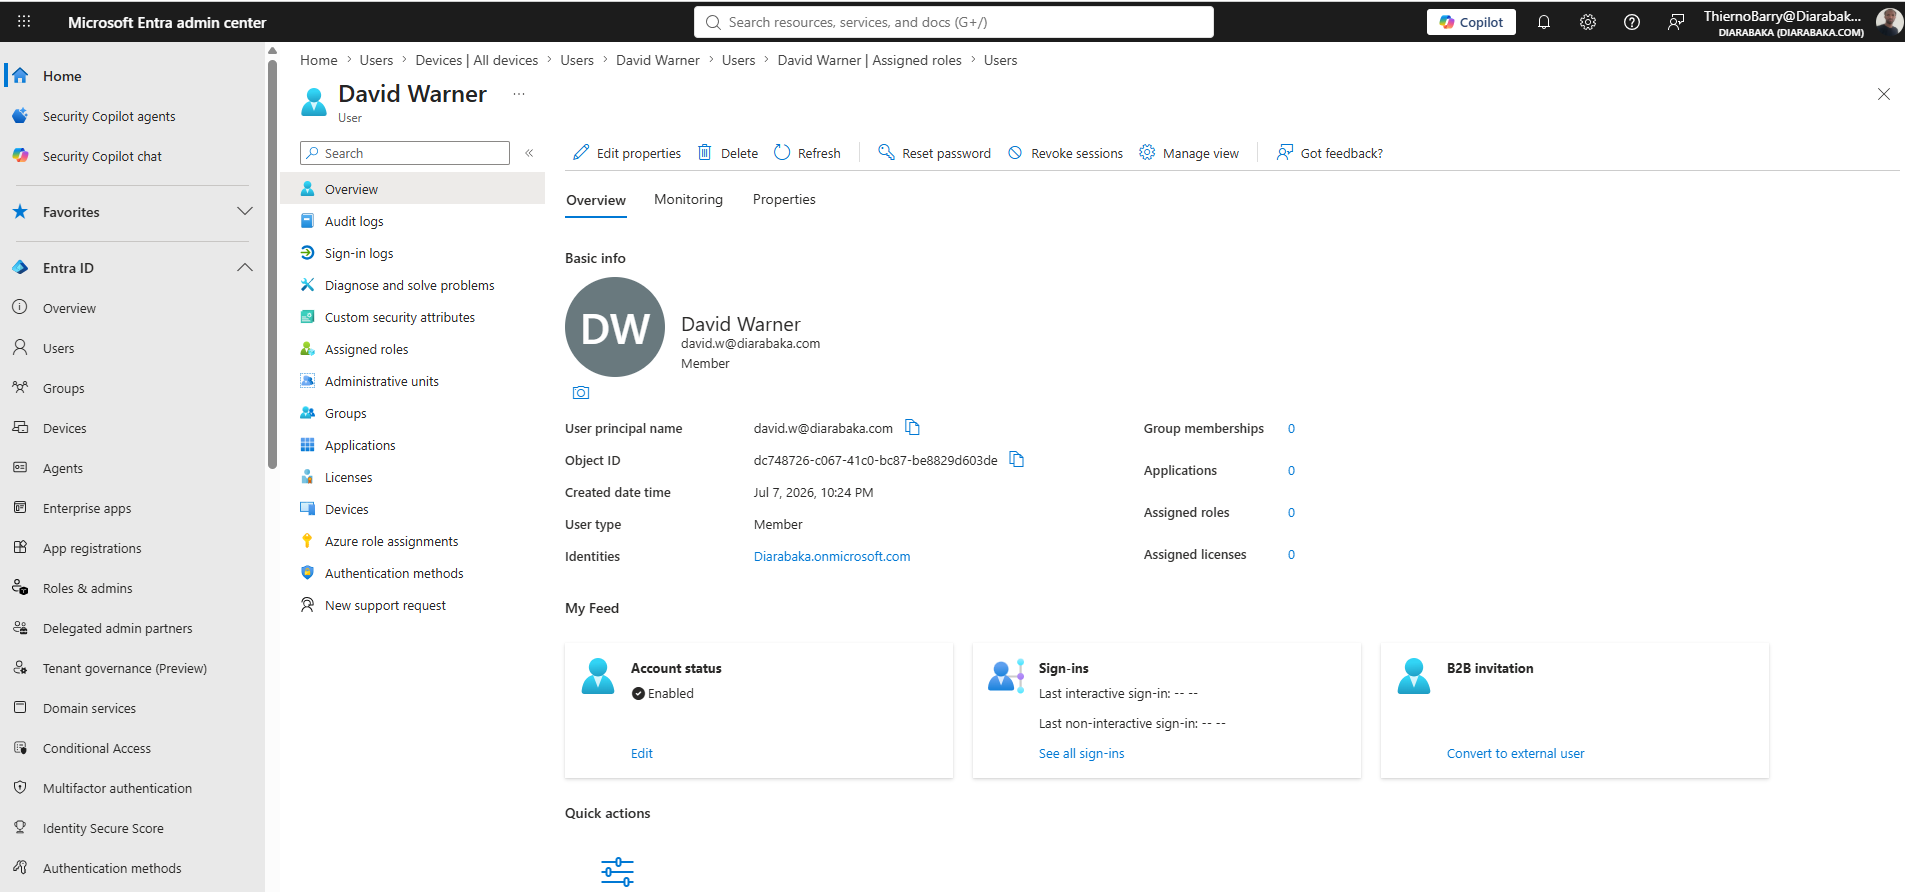 Microsoft Entra admin center
Search resources, services, and docs (G+/)
Copilot
ThiernoBarry@Diarabak...
DIARABAKA (DIARABAKA.COM)
Home
Security Copilot agents
Security Copilot chat
Favorites
Entra ID
Overview
Users
Groups
Devices
Agents
Enterprise apps
App registrations
Roles & admins
Delegated admin partners
Tenant governance (Preview)
Domain services
Conditional Access
Multifactor authentication
Identity Secure Score
Authentication methods
Home > Users > Devices | All devices > Users > David Warner > Users > David Warner | Assigned roles > Users
David Warner ...
User
Search
Overview
Audit logs
Sign-in logs
Diagnose and solve problems
Custom security attributes
Assigned roles
Administrative units
Groups
Applications
Licenses
Devices
Azure role assignments
Authentication methods
New support request
Edit properties Delete Refresh Reset password Revoke sessions Manage view Got feedback?
Overview Monitoring Properties
Basic info
DW
David Warner
david.w@diarabaka.com
Member
User principal name david.w@diarabaka.com
Object ID dc748726-c067-41c0-bc87-be8829d603de
Created date time Jul 7, 2026, 10:24 PM
User type Member
Identities Diarabaka.onmicrosoft.com
Group memberships 0
Applications 0
Assigned roles 0
Assigned licenses 0
My Feed
Account status
Enabled
Edit
Sign-ins
Last interactive sign-in: -- --
Last non-interactive sign-in: -- --
See all sign-ins
B2B invitation
Convert to external user
Quick actions